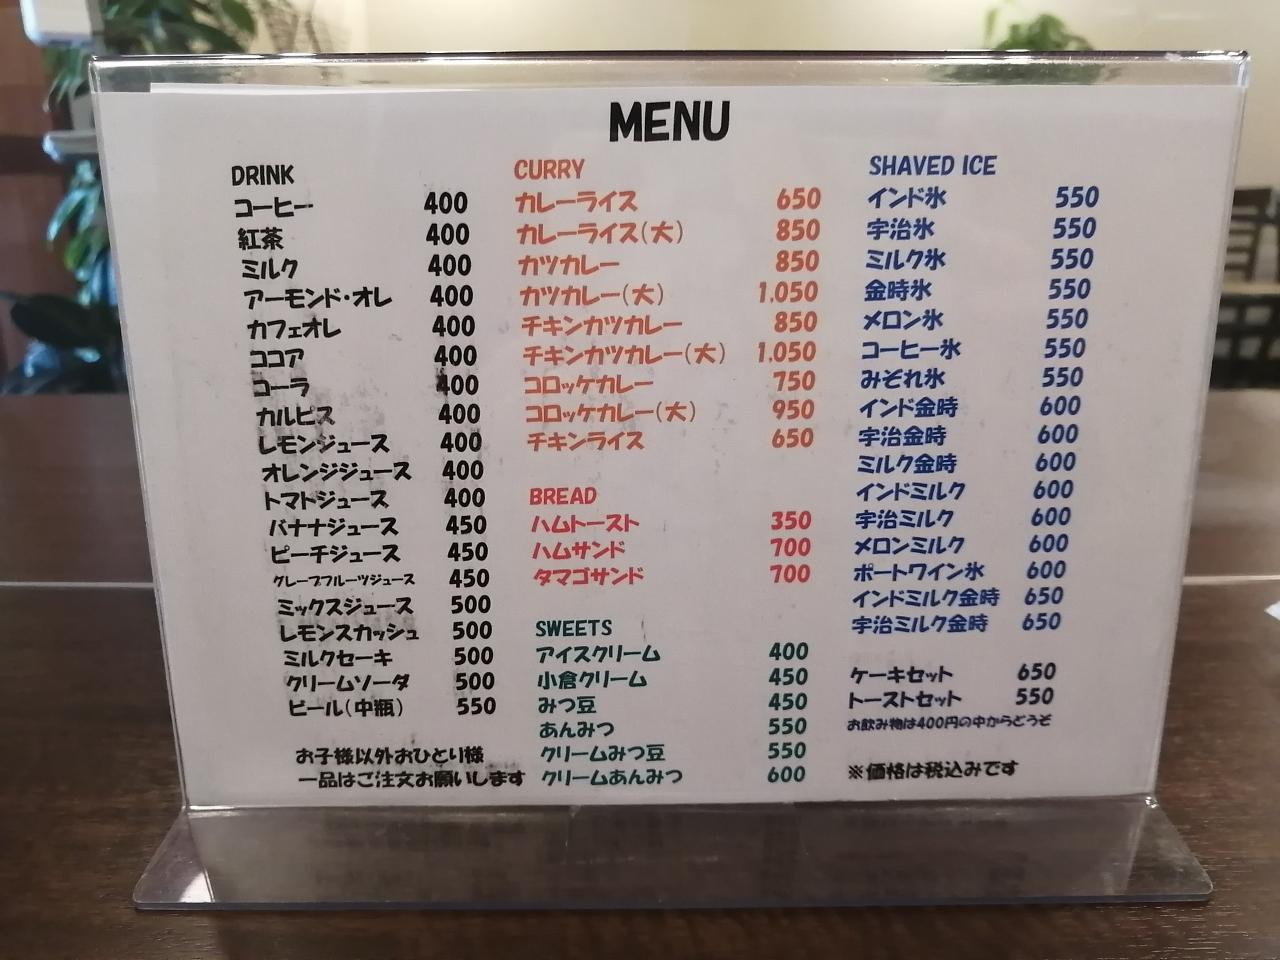 MENU
DRINK
コーヒー 400
紅茶 400
ミルク 400
アーモンド・オレ 400
カフェオレ 400
ココア 400
コーラ 400
カルピス 400
レモンジュース 400
オレンジジュース 400
トマトジュース 400
バナナジュース 450
ピーチジュース 450
グレープフルーツジュース 450
ミックスジュース 500
レモンスカッシュ 500
ミルクセーキ 500
クリームソーダ 500
ビール(中瓶) 550
お子様以外おひとり様
一品はご注文お願いします
CURRY
カレーライス 650
カレーライス(大) 850
カツカレー 850
カツカレー(大) 1.050
チキンカツカレー 850
チキンカツカレー(大) 1.050
コロッケカレー 750
コロッケカレー(大) 950
チキンライス 650
BREAD
ハムトースト 350
ハムサンド 700
タマゴサンド 700
SWEETS
アイスクリーム 400
小倉クリーム 450
みつ豆 450
あんみつ 550
クリームみつ豆 550
クリームあんみつ 600
SHAVED ICE
インド氷 550
宇治氷 550
ミルク氷 550
金時氷 550
メロン氷 550
コーヒー氷 550
みぞれ氷 550
インド金時 600
宇治金時 600
ミルク金時 600
インドミルク 600
宇治ミルク 600
メロンミルク 600
ポートワイン氷 600
インドミルク金時 650
宇治ミルク金時 650
ケーキセット 650
トーストセット 550
お飲み物は400円の中からどうぞ
※価格は税込みです